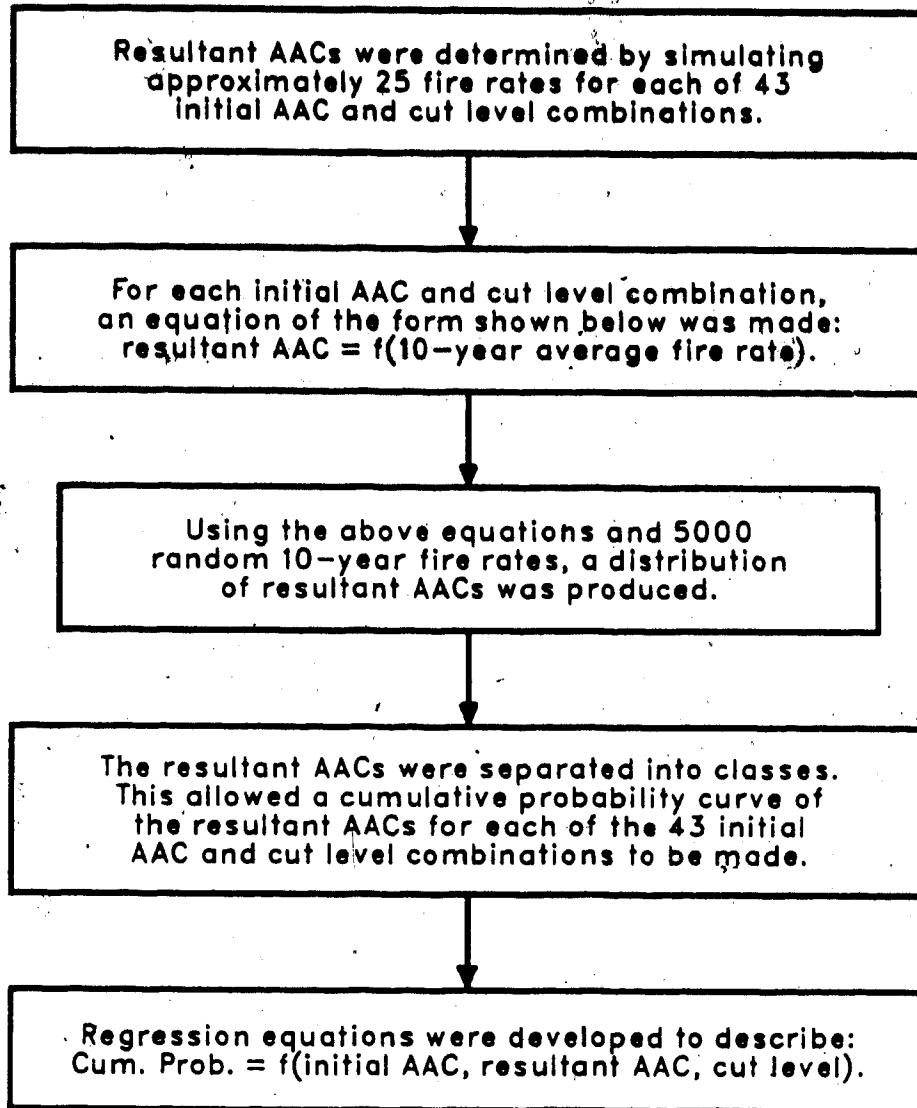 Resultant AACs were determined by simulating
approximately 25 fire rates for each of 43
initial AAC and cut level combinations.
For each initial AAC and cut level combination,
an equation of the form shown below was made:
resultant AAC = f(10-year average fire rate).
Using the above equations and 5000
random 10-year fire rates, a distribution
of resultant AACs was produced.
The resultant AACs were separated into classes.
This allowed a cumulative probability curve of
the resultant AACs for each of the 43 initial
AAC and cut level combinations to be made.
Regression equations were developed to describe:
Cum. Prob. = f(initial AAC, resultant AAC, cut level).